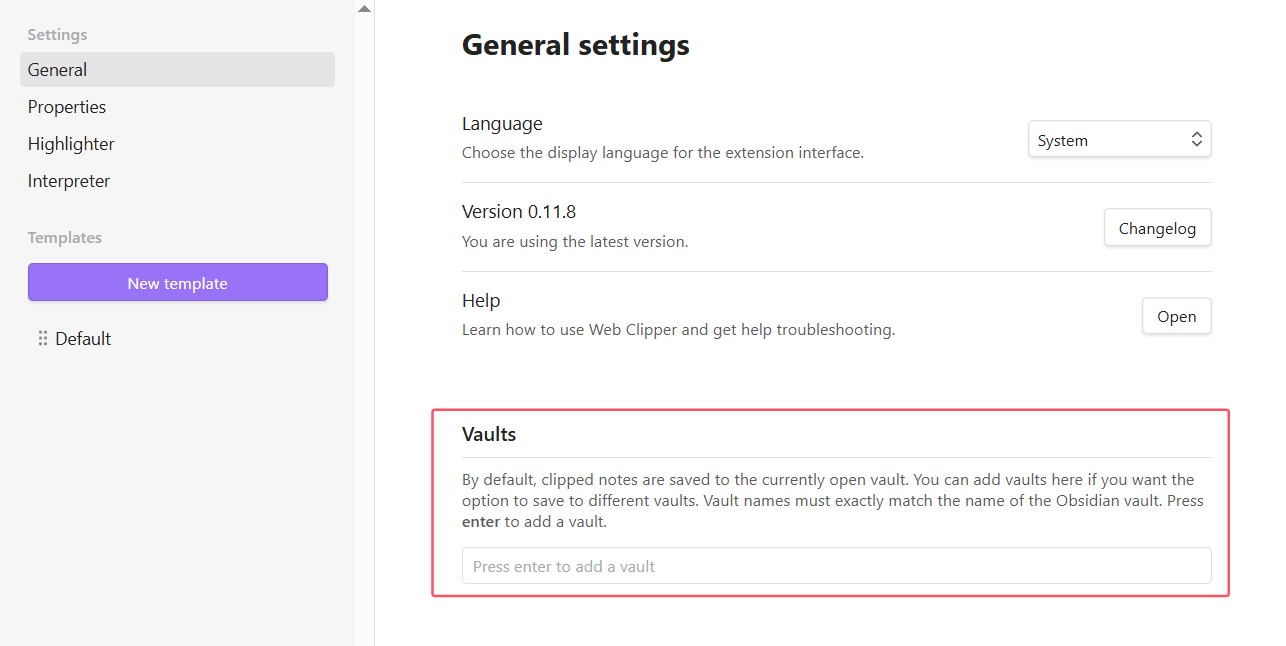 Settings
General
Properties
Highlighter
Interpreter
Templates
New template
Default
General settings
Language
Choose the display language for the extension interface.
System
Version 0.11.8
You are using the latest version.
Changelog
Help
Learn how to use Web Clipper and get help troubleshooting.
Open
Vaults
By default, clipped notes are saved to the currently open vault. You can add vaults here if you want the
option to save to different vaults. Vault names must exactly match the name of the Obsidian vault. Press
enter to add a vault.
Press enter to add a vault